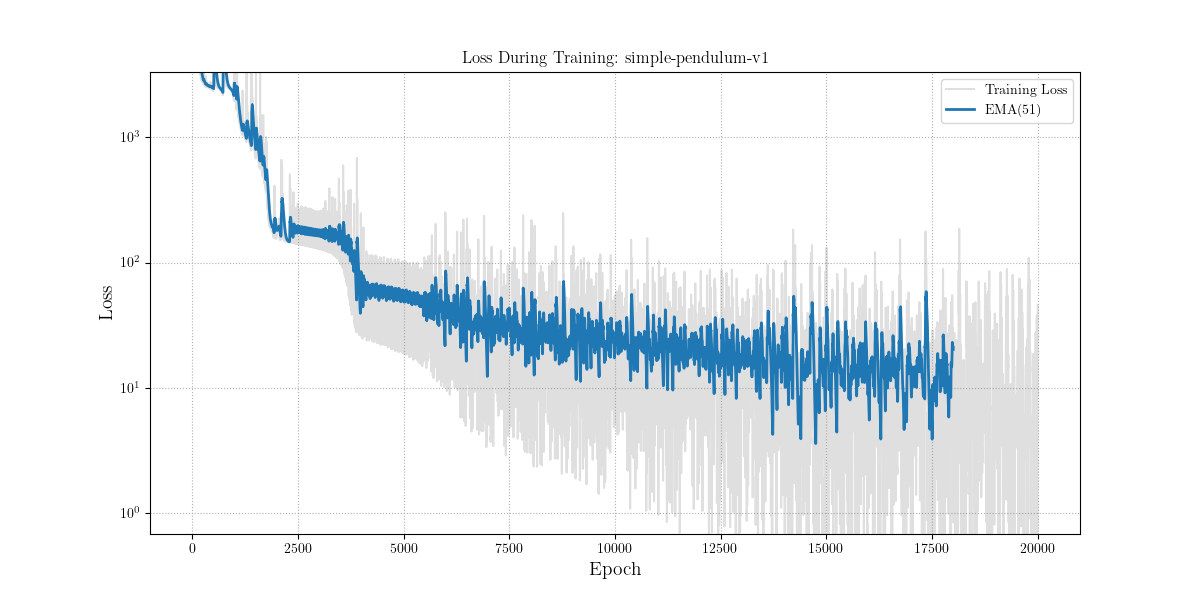 Loss During Training: simple-pendulum-v1
Training Loss
EMA(51)
10³
10²
10¹
10⁰
Loss
0
2500
5000
7500
10000
12500
15000
17500
20000
Epoch